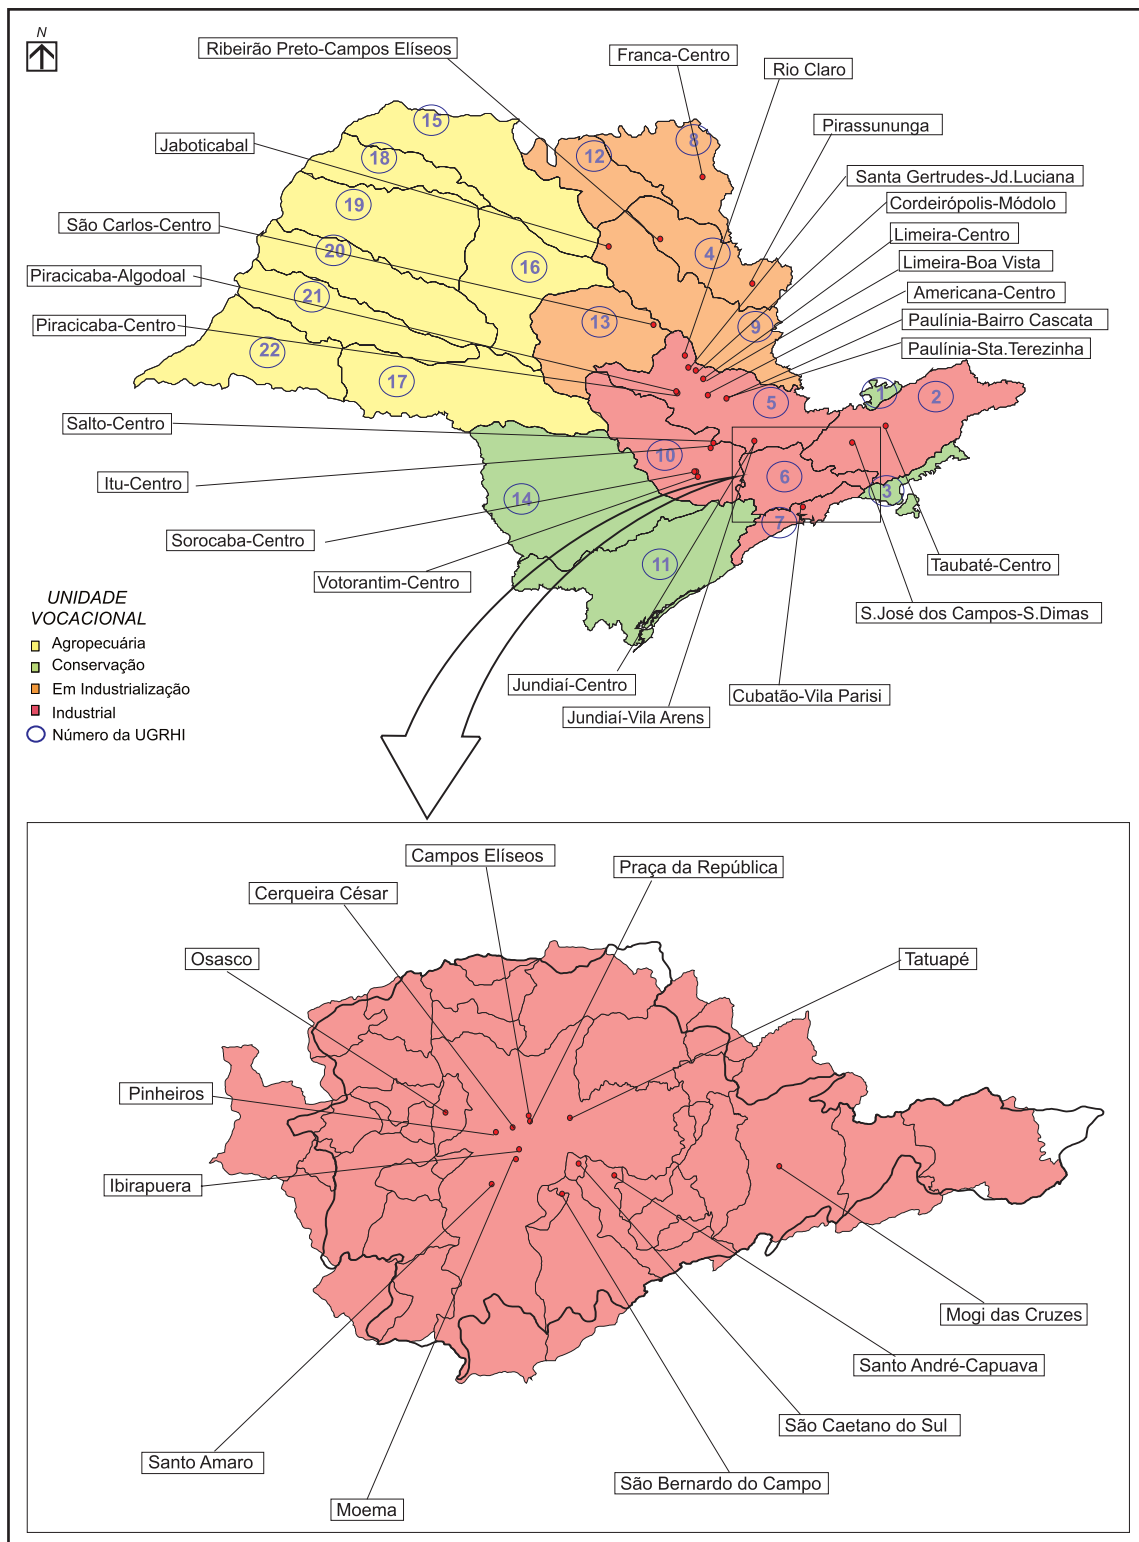 N
Ribeirão Preto-Campos Elíseos
Franca-Centro
Rio Claro
Pirassununga
Jaboticabal
Santa Gertrudes-Jd.Luciana
Cordeirópolis-Módolo
São Carlos-Centro
Limeira-Centro
Limeira-Boa Vista
Piracicaba-Algodoal
Americana-Centro
Piracicaba-Centro
Paulínia-Bairro Cascata
Paulínia-Sta.Terezinha
Salto-Centro
Itu-Centro
Sorocaba-Centro
Votorantim-Centro
Taubaté-Centro
S.José dos Campos-S.Dimas
Jundiaí-Centro
Cubatão-Vila Parisi
Jundiaí-Vila Arens
15
8
12
18
19
4
20
16
21
13
9
22
17
1
2
5
10
6
14
3
7
11
UNIDADE
VOCACIONAL
Agropecuária
Conservação
Em Industrialização
Industrial
Número da UGRHI
Campos Elíseos
Praça da República
Cerqueira César
Osasco
Tatuapé
Pinheiros
Ibirapuera
Mogi das Cruzes
Santo André-Capuava
São Caetano do Sul
Santo Amaro
São Bernardo do Campo
Moema